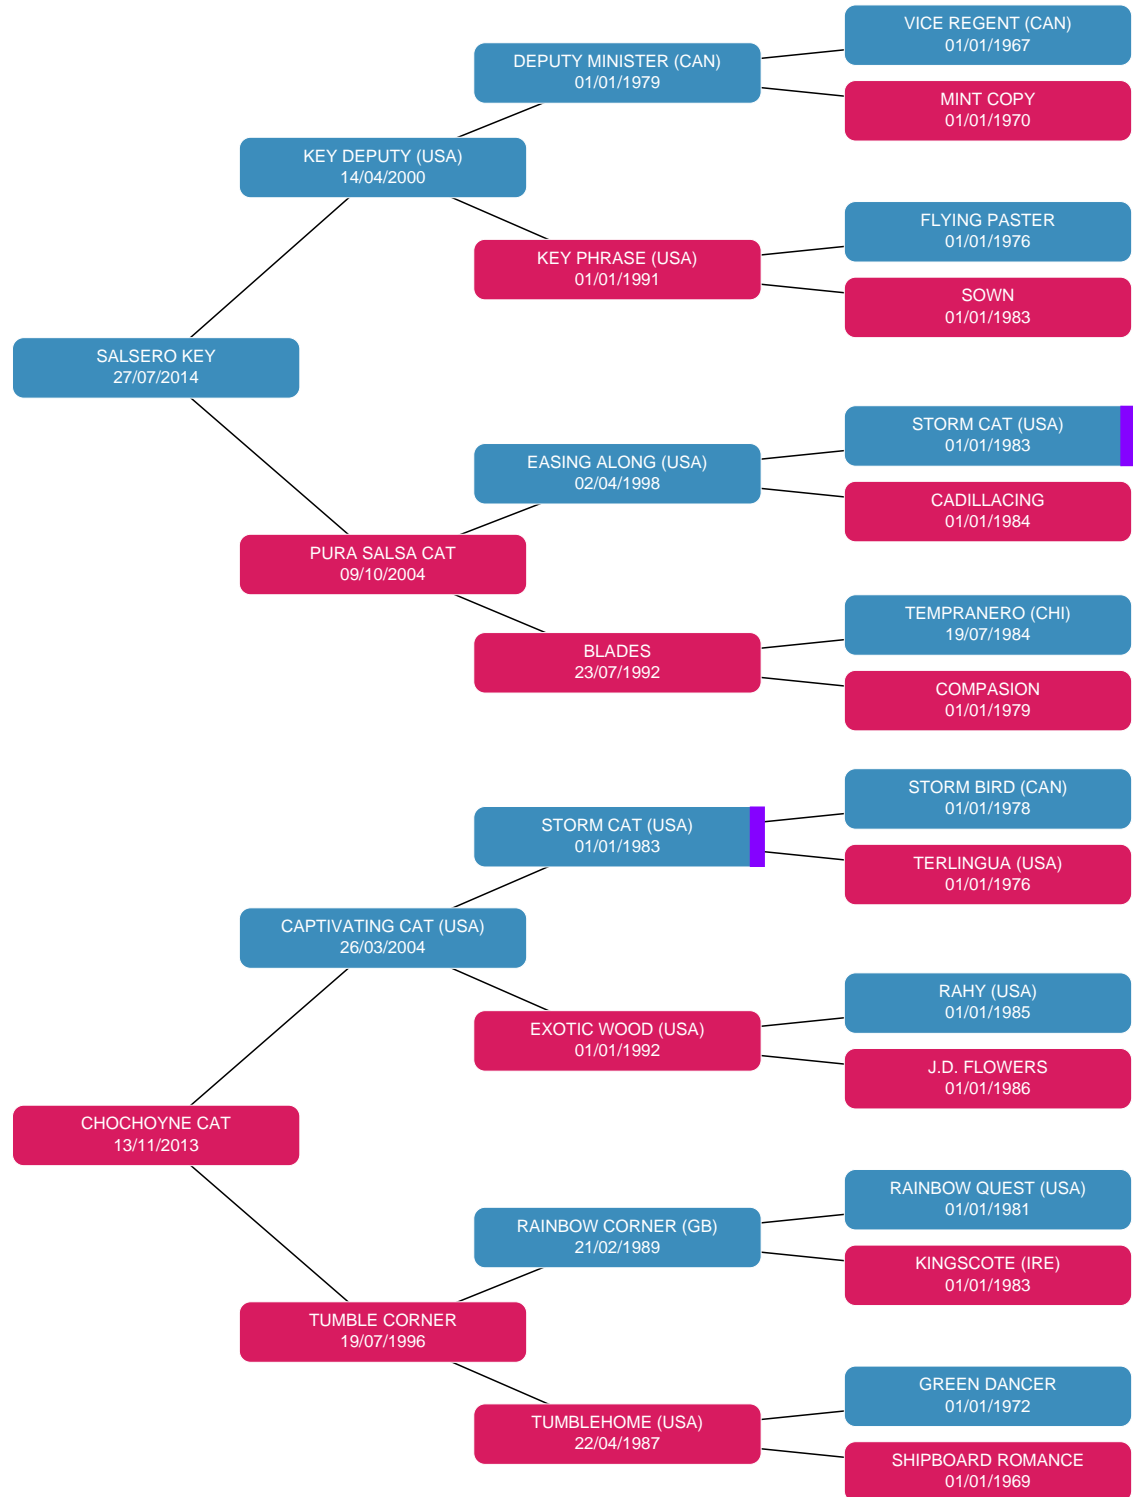 VICE REGENT (CAN)
01/01/1967
DEPUTY MINISTER (CAN)
01/01/1979
MINT COPY
01/01/1970
KEY DEPUTY (USA)
14/04/2000
FLYING PASTER
01/01/1976
KEY PHRASE (USA)
01/01/1991
SOWN
01/01/1983
SALSERO KEY
27/07/2014
STORM CAT (USA)
01/01/1983
EASING ALONG (USA)
02/04/1998
CADILLACING
01/01/1984
PURA SALSA CAT
09/10/2004
TEMPRANERO (CHI)
19/07/1984
BLADES
23/07/1992
COMPASION
01/01/1979
STORM BIRD (CAN)
01/01/1978
STORM CAT (USA)
01/01/1983
TERLINGUA (USA)
01/01/1976
CAPTIVATING CAT (USA)
26/03/2004
RAHY (USA)
01/01/1985
EXOTIC WOOD (USA)
01/01/1992
J.D. FLOWERS
01/01/1986
CHOCHOYNE CAT
13/11/2013
RAINBOW QUEST (USA)
01/01/1981
RAINBOW CORNER (GB)
21/02/1989
KINGSCOTE (IRE)
01/01/1983
TUMBLE CORNER
19/07/1996
GREEN DANCER
01/01/1972
TUMBLEHOME (USA)
22/04/1987
SHIPBOARD ROMANCE
01/01/1969